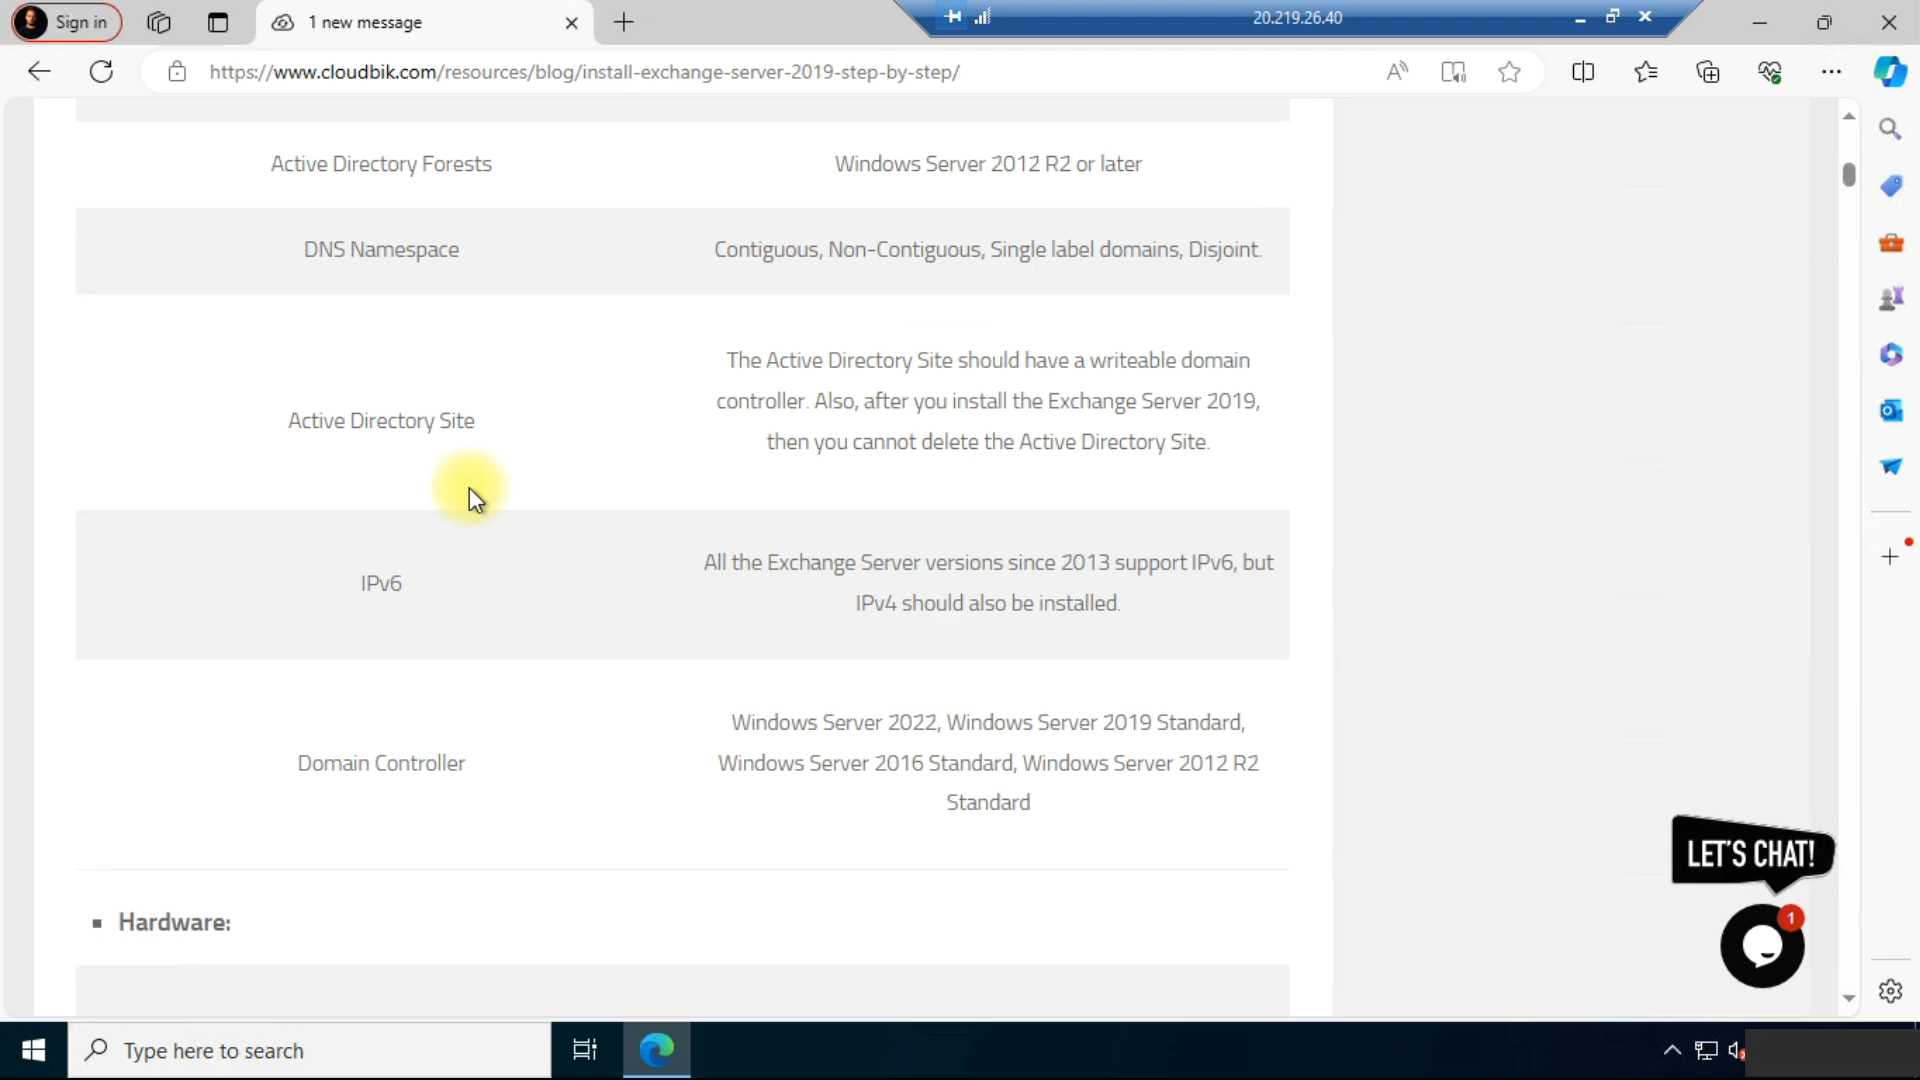 Sign in
1 new message
20.219.26.40
https://www.cloudbik.com/resources/blog/install-exchange-server-2019-step-by-step/
Active Directory Forests
Windows Server 2012 R2 or later
DNS Namespace
Contiguous, Non-Contiguous, Single label domains, Disjoint.
Active Directory Site
The Active Directory Site should have a writeable domain
controller. Also, after you install the Exchange Server 2019,
then you cannot delete the Active Directory Site.
IPv6
All the Exchange Server versions since 2013 support IPv6, but
IPv4 should also be installed.
Domain Controller
Windows Server 2022, Windows Server 2019 Standard,
Windows Server 2016 Standard, Windows Server 2012 R2
Standard
Hardware:
LET'S CHAT!
1
Type here to search